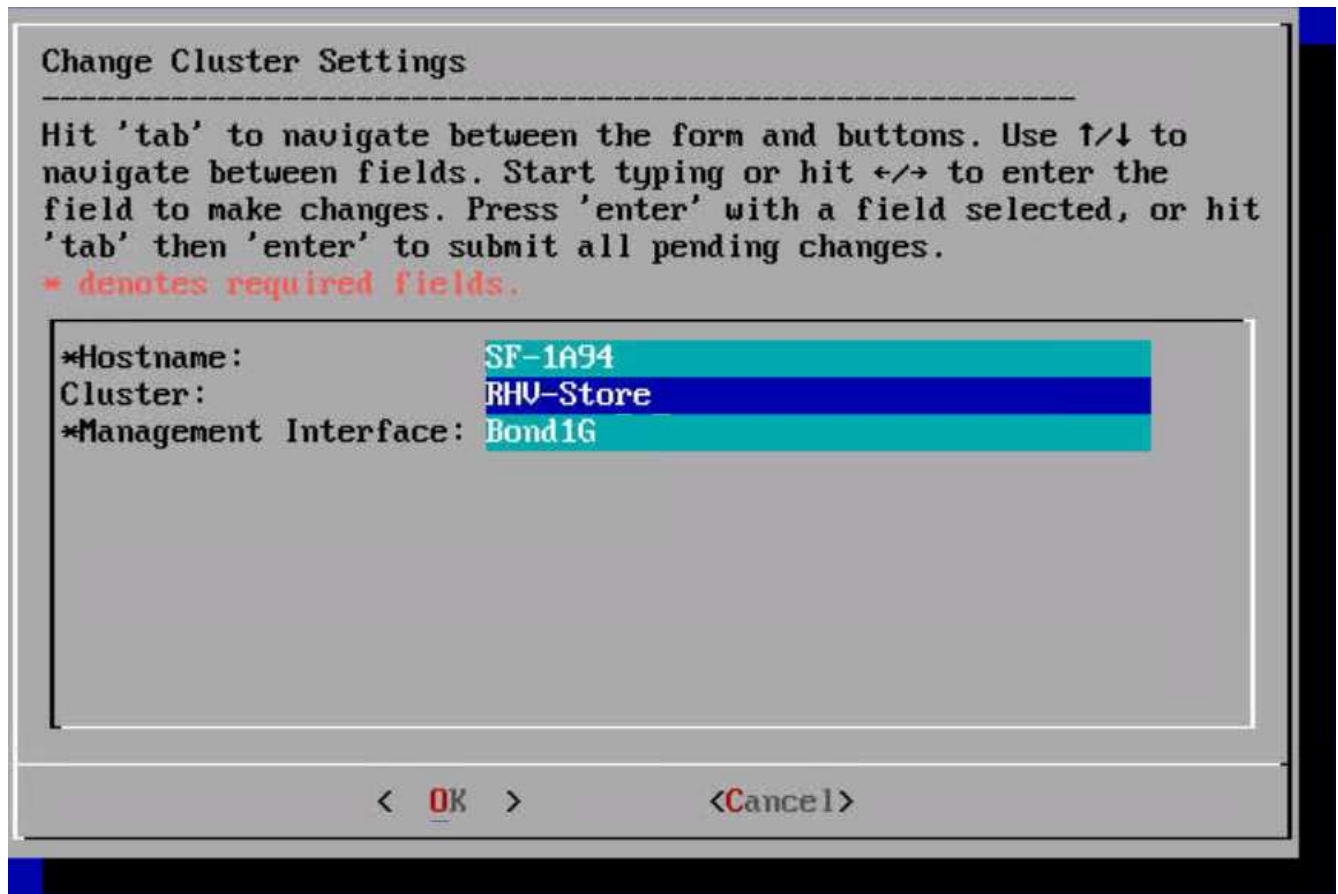 Change Cluster Settings
--------------------------------------------------------
Hit 'tab' to navigate between the form and buttons. Use ↑/↓ to
navigate between fields. Start typing or hit ←/→ to enter the
field to make changes. Press 'enter' with a field selected, or hit
'tab' then 'enter' to submit all pending changes.
* denotes required fields.
*Hostname: SF-1A94
Cluster: RHV-Store
*Management Interface: Bond1G
< OK > <Cancel>